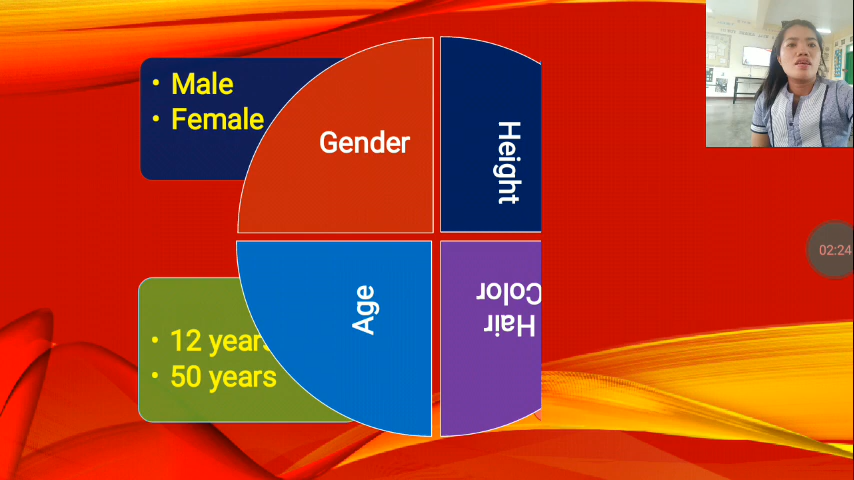 • Male
• Female
Gender
Height
Age
Hair
Color
• 12 years
• 50 years
02:24